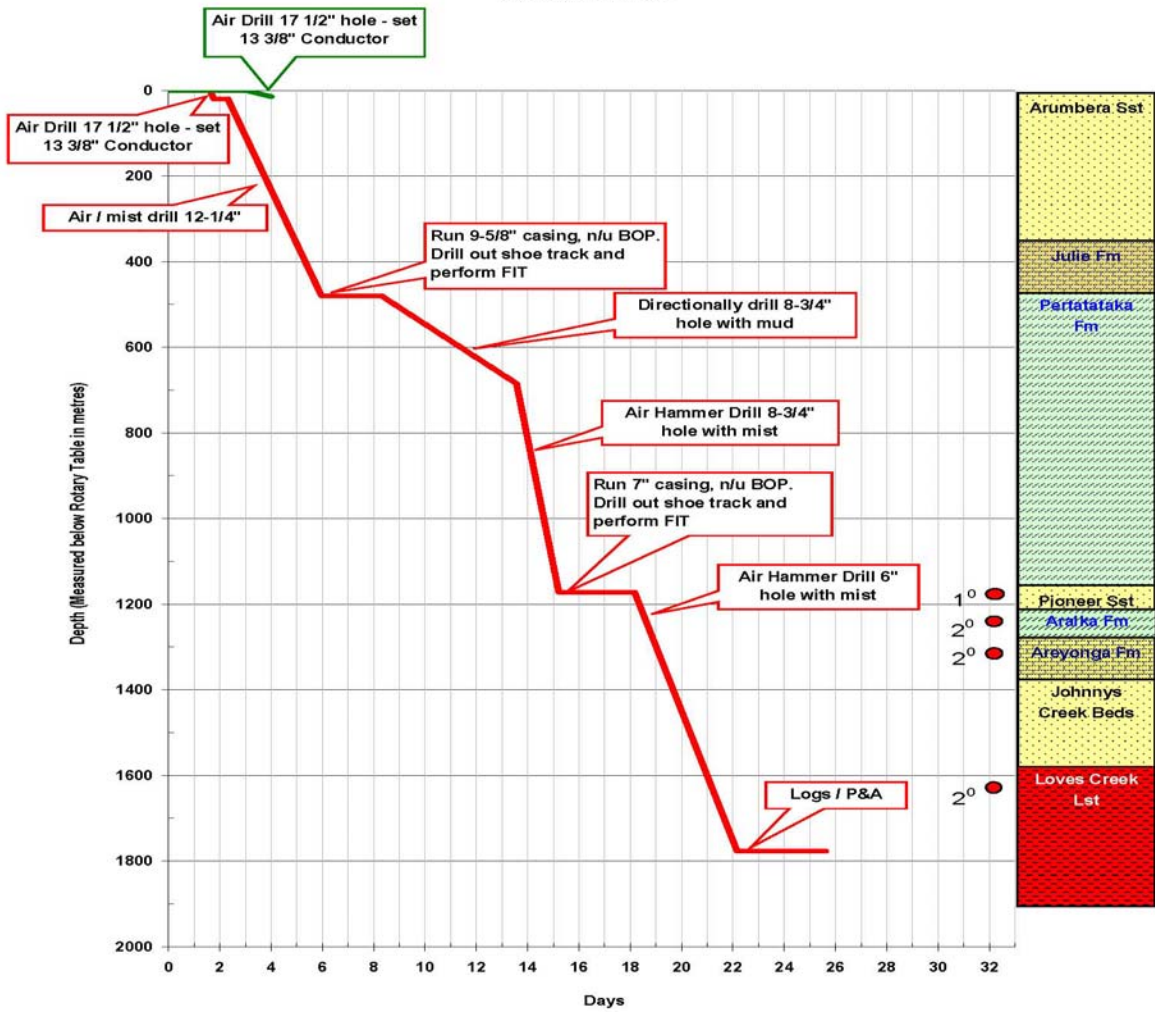 Air Drill 17 1/2" hole - set
13 3/8" Conductor
Air Drill 17 1/2" hole - set
13 3/8" Conductor
Air / mist drill 12-1/4"
Run 9-5/8" casing, n/u BOP.
Drill out shoe track and
perform FIT
Directionally drill 8-3/4"
hole with mud
Air Hammer Drill 8-3/4"
hole with mist
Run 7" casing, n/u BOP.
Drill out shoe track and
perform FIT
Air Hammer Drill 6"
hole with mist
Logs / P&A
Depth (Measured below Rotary Table in metres)
0
200
400
600
800
1000
1200
1400
1600
1800
2000
0 2 4 6 8 10 12 14 16 18 20 22 24 26 28 30 32
Days
1⁰
2⁰
2⁰
2⁰
Arumbera Sst
Julie Fm
Pertatataka
Fm
Pioneer Sst
Aralka Fm
Areyonga Fm
Johnnys
Creek Beds
Loves Creek
Lst